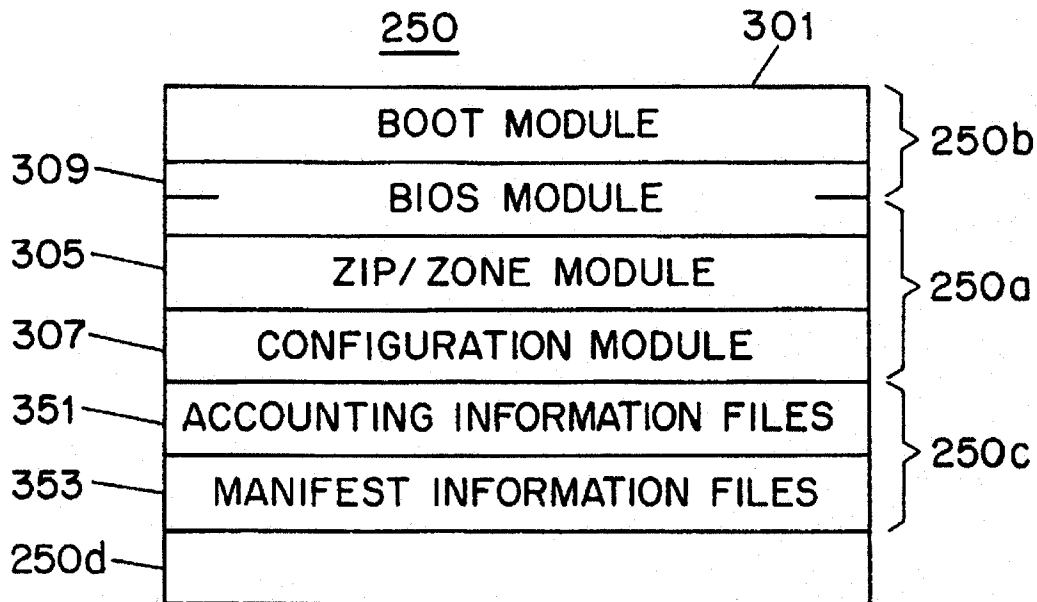 250 301
BOOT MODULE 250b
309 BIOS MODULE
305 ZIP/ZONE MODULE 250a
307 CONFIGURATION MODULE
351 ACCOUNTING INFORMATION FILES
250c
353 MANIFEST INFORMATION FILES
250d